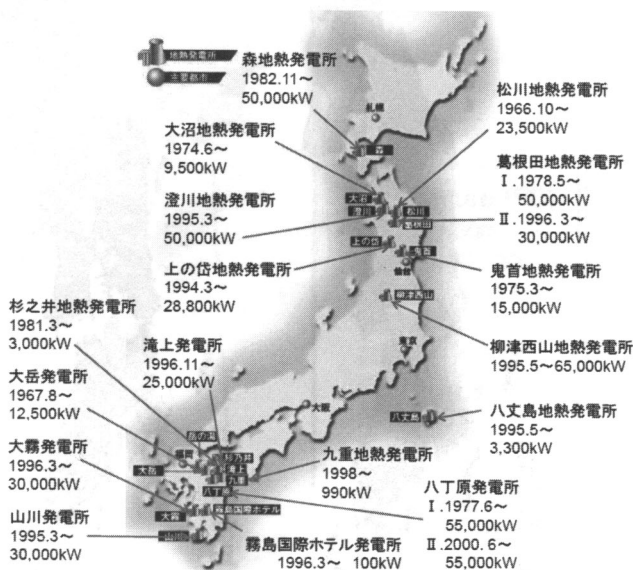 地熱発電所
主要都市
森地熱発電所
1982.11～
50,000kW
松川地熱発電所
1966.10～
23,500kW
大沼地熱発電所
1974.6～
9,500kW
葛根田地熱発電所
Ⅰ.1978.5～
50,000kW
Ⅱ.1996.3～
30,000kW
澄川地熱発電所
1995.3～
50,000kW
上の岱地熱発電所
1994.3～
28,800kW
鬼首地熱発電所
1975.3～
15,000kW
杉之井地熱発電所
1981.3～
3,000kW
滝上発電所
1996.11～
25,000kW
柳津西山地熱発電所
1995.5～65,000kW
大岳発電所
1967.8～
12,500kW
八丈島地熱発電所
1995.5～
3,300kW
大霧発電所
1996.3～
30,000kW
九重地熱発電所
1998～
990kW
八丁原発電所
Ⅰ.1977.6～
55,000kW
Ⅱ.2000.6～
55,000kW
山川発電所
1995.3～
30,000kW
霧島国際ホテル発電所
1996.3～ 100kW
札幌
森
大沼
澄川
松川
葛根田
上の岱
鬼首
仙台
柳津西山
東京
大阪
八丈島
岳の湯
福岡
杉乃井
大岳
滝上
九重
八丁原
大霧
霧島国際ホテル
山川